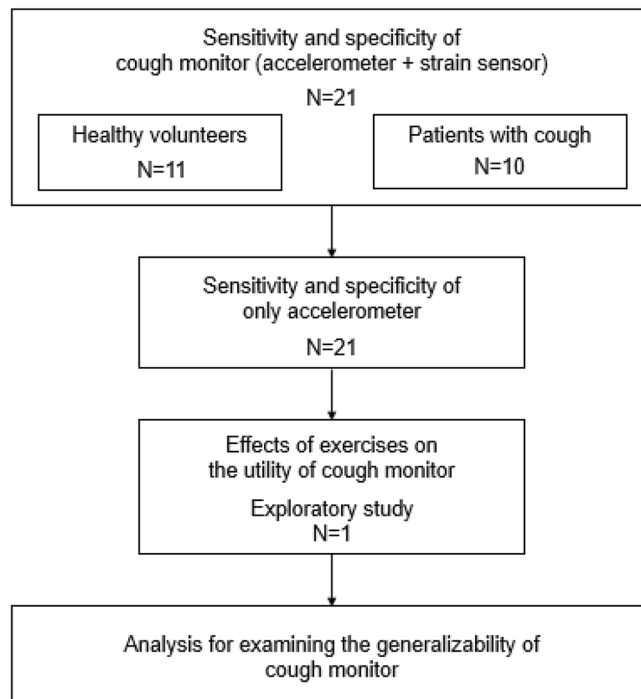 Sensitivity and specificity of
cough monitor (accelerometer + strain sensor)
N=21
Healthy volunteers
N=11
Patients with cough
N=10
Sensitivity and specificity of
only accelerometer
N=21
Effects of exercises on
the utility of cough monitor
Exploratory study
N=1
Analysis for examining the generalizability of
cough monitor